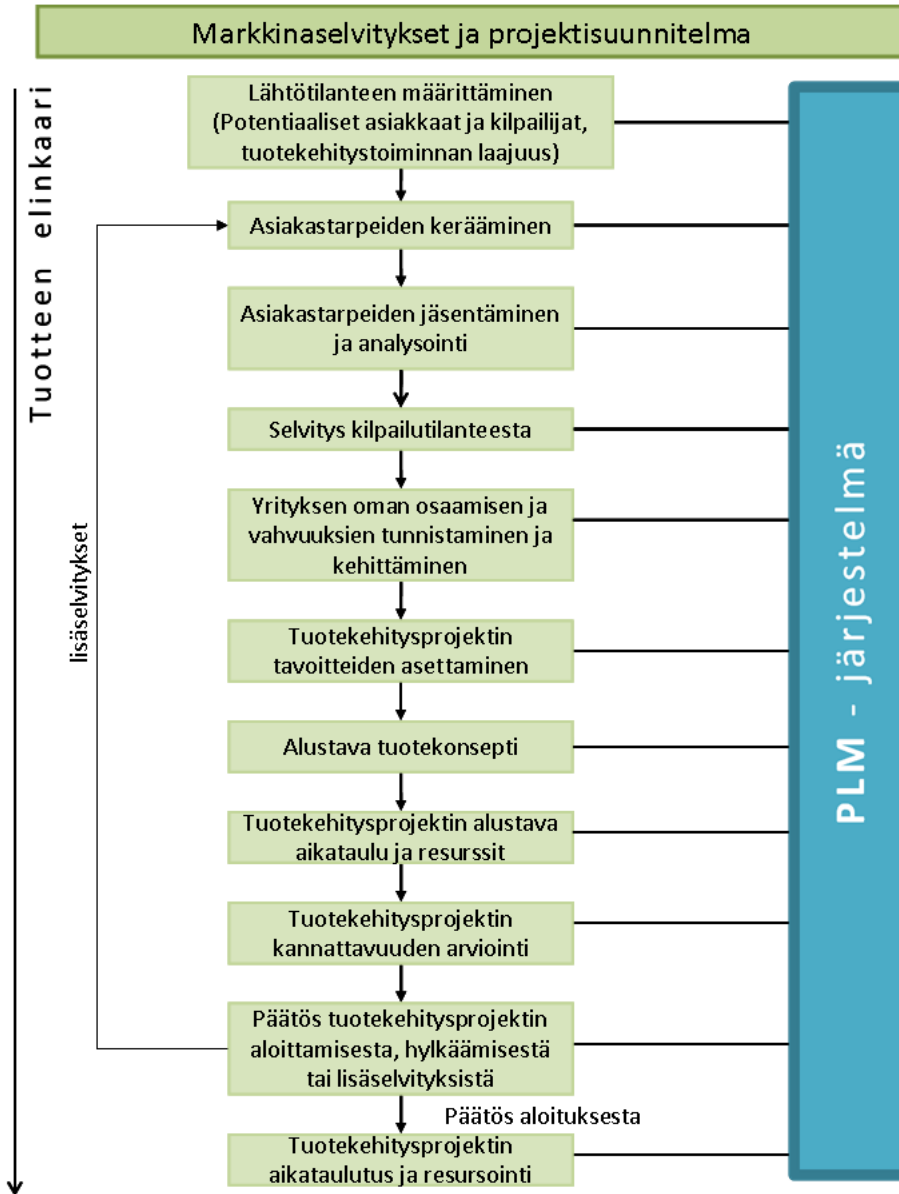 Markkinaselvitykset ja projektisuunnitelma
Tuotteen elinkaari
Lähtötilanteen määrittäminen
(Potentiaaliset asiakkaat ja kilpailijat,
tuotekehitystoiminnan laajuus)
Asiakastarpeiden kerääminen
Asiakastarpeiden jäsentäminen
ja analysointi
Selvitys kilpailutilanteesta
Yrityksen oman osaamisen ja
vahvuuksien tunnistaminen ja
kehittäminen
Tuotekehitysprojektin
tavoitteiden asettaminen
Alustava tuotekonsepti
Tuotekehitysprojektin alustava
aikataulu ja resurssit
Tuotekehitysprojektin
kannattavuuden arviointi
Päätös tuotekehitysprojektin
aloittamisesta, hylkäämisestä
tai lisäselvityksistä
Päätös aloituksesta
Tuotekehitysprojektin
aikataulutus ja resursointi
lisäselvitykset
PLM - järjestelmä